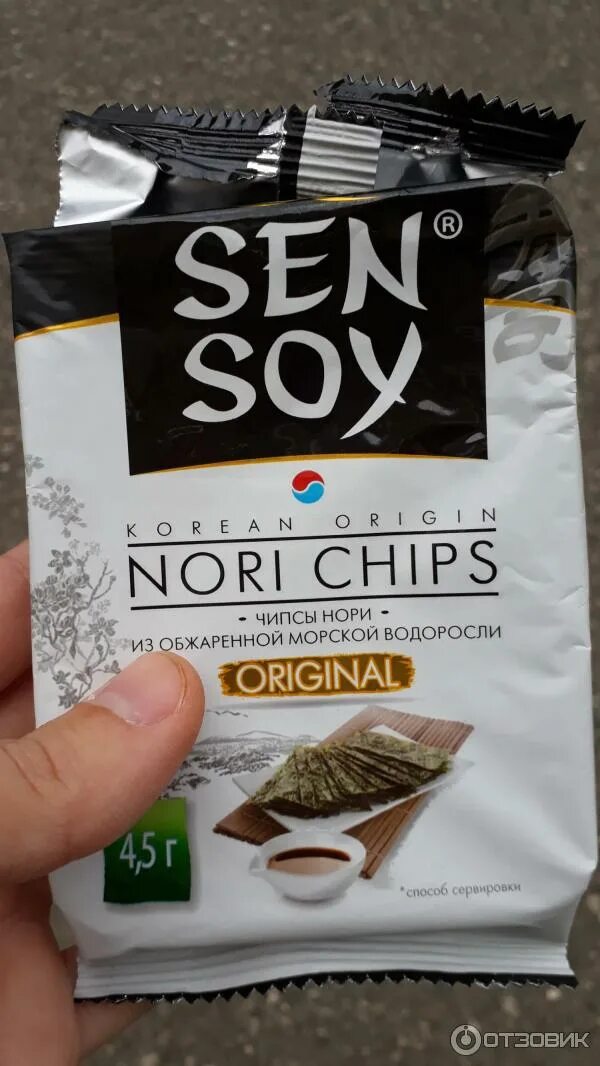 SEN®
SOY
KOREAN ORIGIN
NORI CHIPS
• ЧИПСЫ НОРИ •
ИЗ ОБЖАРЕННОЙ МОРСКОЙ ВОДОРОСЛИ
ORIGINAL
4,5 г
*способ сервировки
ОТЗОВИК